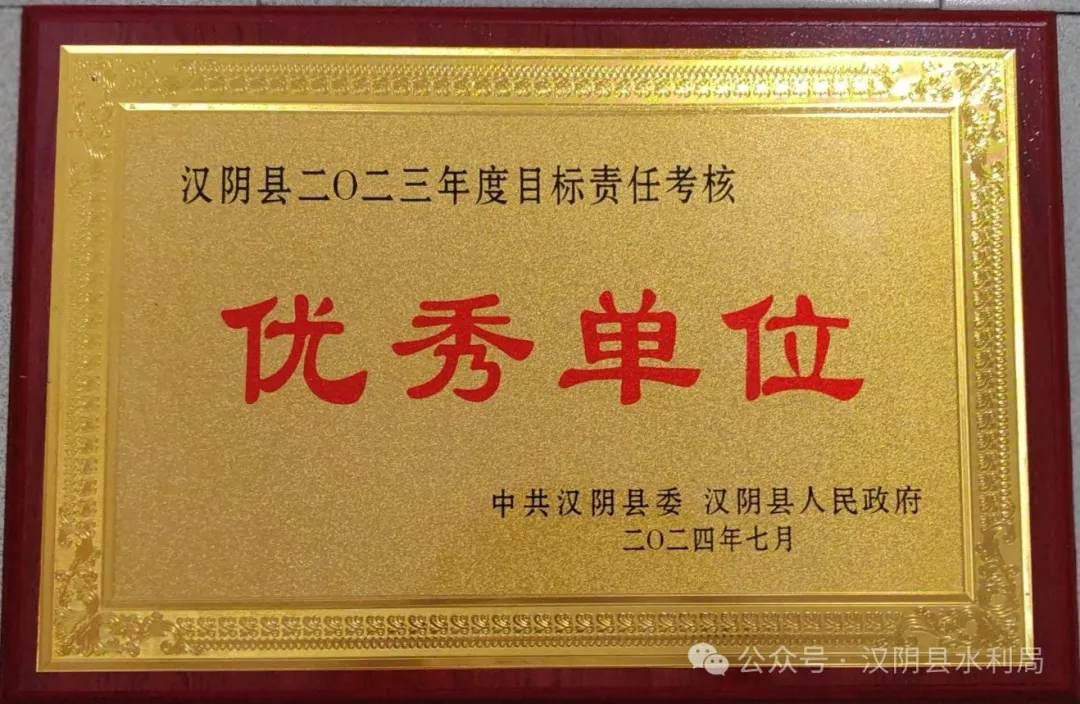 汉阴县二〇二三年度目标责任考核
优秀单位
中共汉阴县委 汉阴县人民政府
二〇二四年七月
公众号·汉阴县水利局